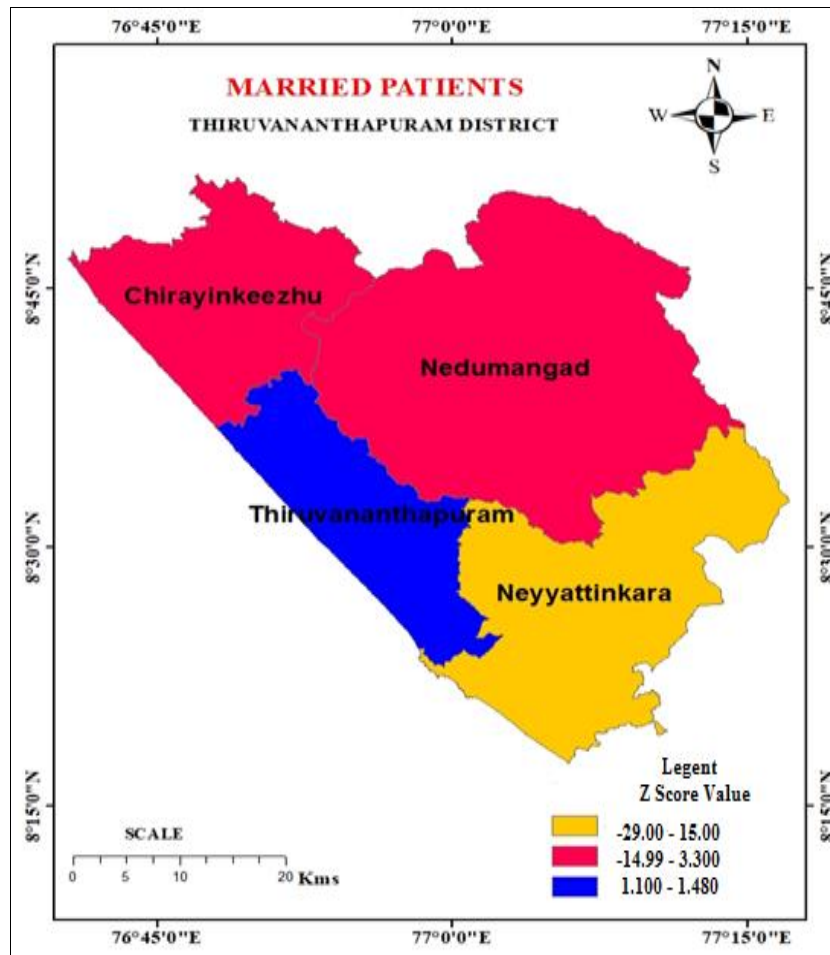 76°45'0"E 77°0'0"E 77°15'0"E
MARRIED PATIENTS
THIRUVANANTHAPURAM DISTRICT
N
W E
S
8°45'0"N 8°45'0"N
Chirayinkeezhu
Nedumangad
Thiruvananthapuram
8°30'0"N 8°30'0"N
Neyyattinkara
Legent
Z Score Value
8°15'0"N 8°15'0"N
-29.00 - 15.00
-14.99 - 3.300
1.100 - 1.480
SCALE
0 5 10 20 Kms
76°45'0"E 77°0'0"E 77°15'0"E